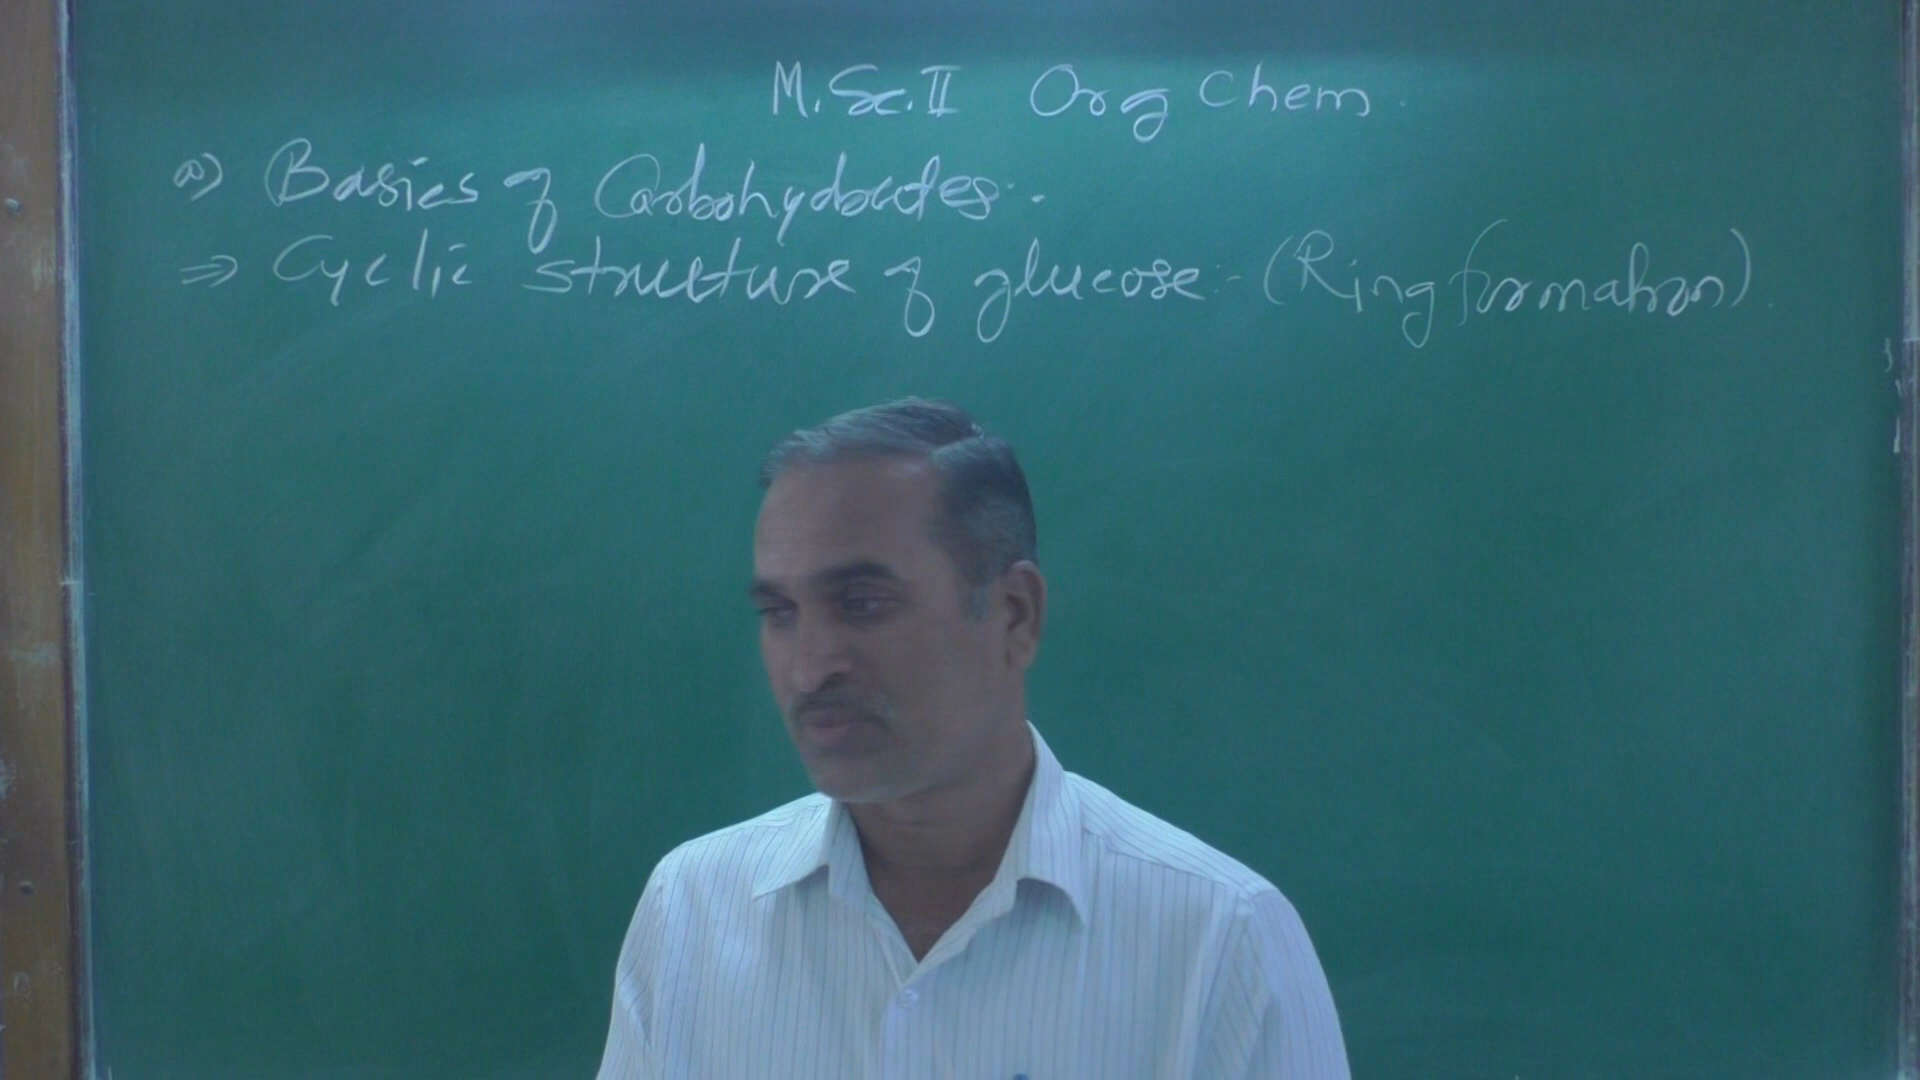 M.Sc.II Org Chem.
a) Basics of Carbohydrates:-
⇒ Cyclic structure of glucose:- (Ring formation).